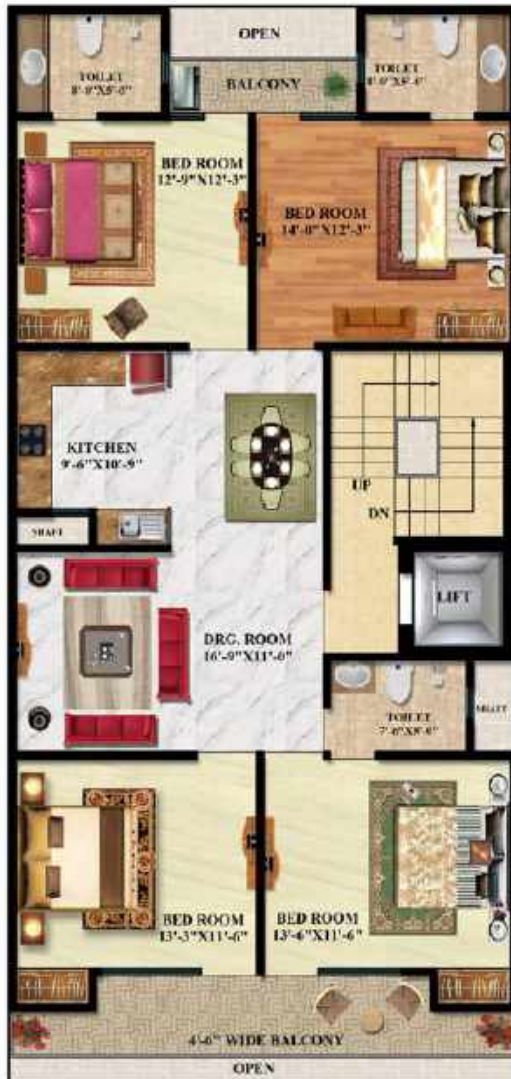 OPEN
BALCONY
TOILET
TOILET
BED ROOM
12'-9"X12'-3"
BED ROOM
14'-0"X12'-3"
KITCHEN
9'-6"X10'-9"
UP
DN
SHAFT
LIFT
DRG. ROOM
16'-9"X11'-0"
TOILET
SHAFT
BED ROOM
13'-3"X11'-6"
BED ROOM
13'-6"X11'-6"
4'-6" WIDE BALCONY
OPEN